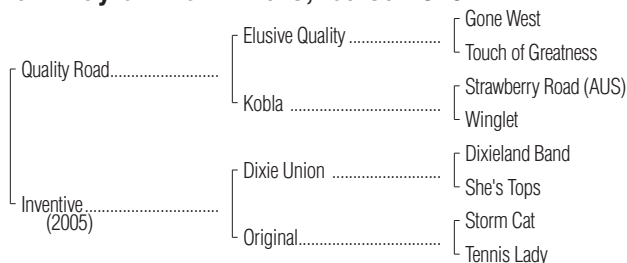 Gone West
Elusive Quality
Touch of Greatness
Quality Road
Strawberry Road (AUS)
Kobla
Winglet
Dixieland Band
Dixie Union
She's Tops
Inventive
(2005)
Storm Cat
Original
Tennis Lady